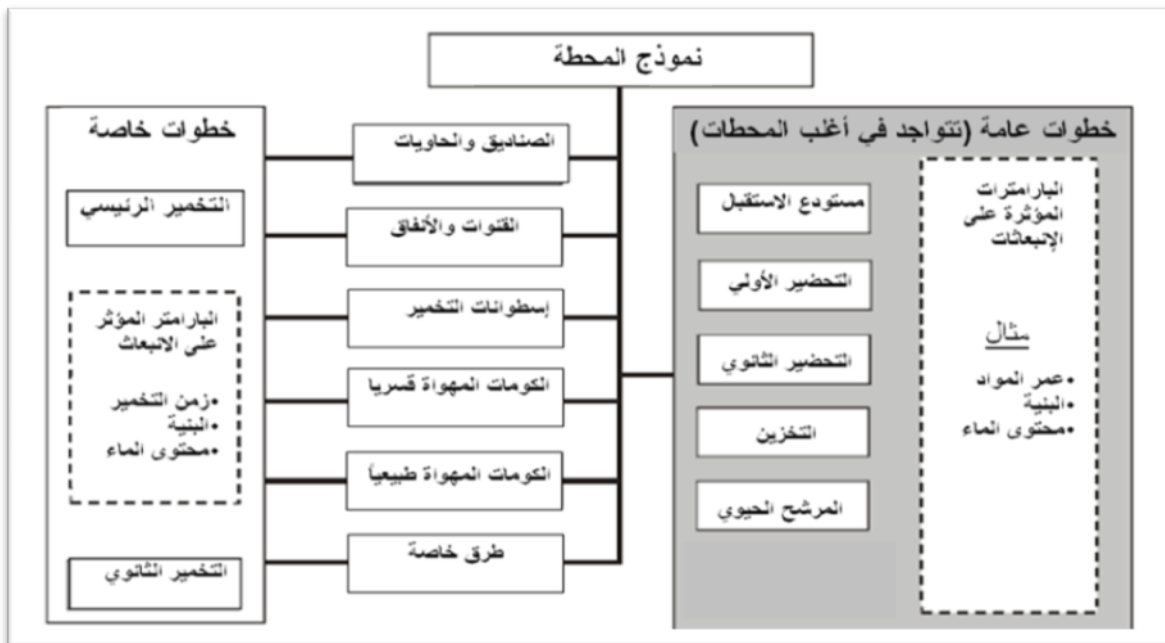 نموذج المحطة
خطوات عامة (تتواجد في أغلب المحطات)
البارامترات
المؤثرة على
الإنبعاثات
مثال
•عمر المواد
•البنية
•محتوى الماء
مستودع الاستقبال
التحضير الأولي
التحضير الثانوي
التخزين
المرشح الحيوي
الصناديق والحاويات
القنوات والأنفاق
إسطوانات التخمير
الكومات المهواة قسريا
الكومات المهواة طبيعياً
طرق خاصة
خطوات خاصة
التخمير الرئيسي
البارامتر المؤثر
على الانبعاث
•زمن التخمير
•البنية
•محتوى الماء
التخمير الثانوي